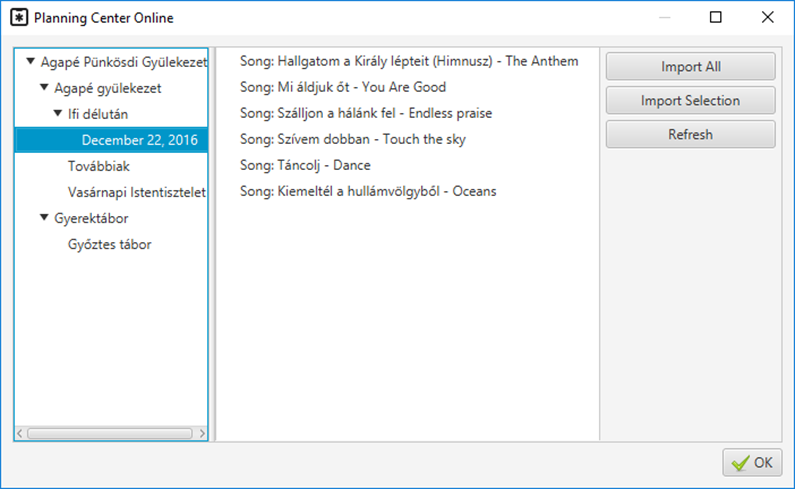 Planning Center Online
Agapé Pünkösdi Gyülekezet
Agapé gyülekezet
Ifi délután
December 22, 2016
Továbbiak
Vasárnapi Istentisztelet
Gyerektábor
Győztes tábor
Song: Hallgatom a Király lépteit (Himnusz) - The Anthem
Song: Mi áldjuk őt - You Are Good
Song: Szálljon a hálánk fel - Endless praise
Song: Szívem dobban - Touch the sky
Song: Táncolj - Dance
Song: Kiemeltél a hullámvölgyből - Oceans
Import All
Import Selection
Refresh
OK